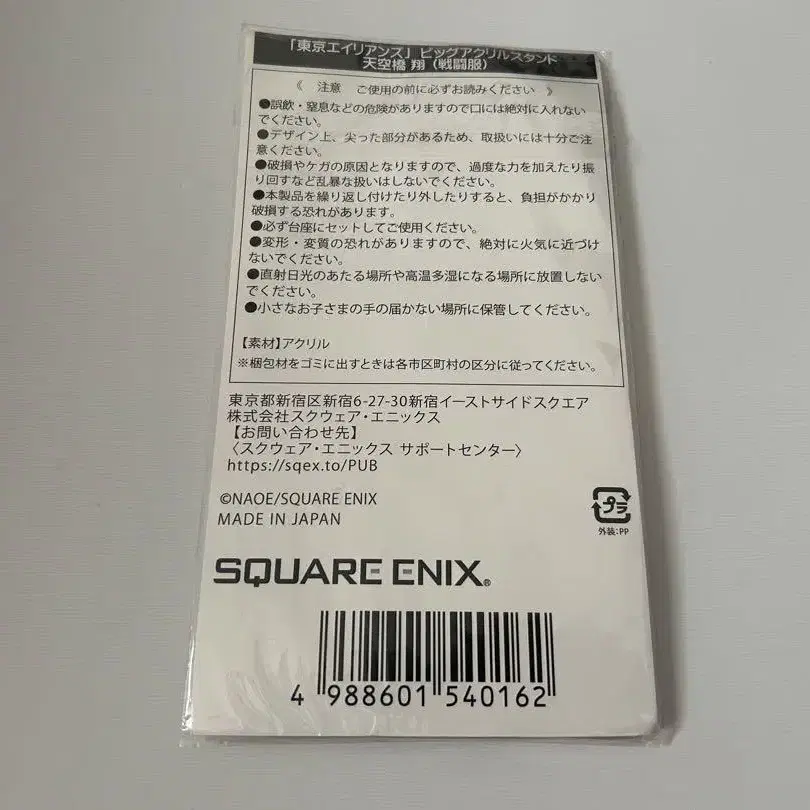 「東京エイリアンズ」ビッグアクリルスタンド
天空橋 翔（戦闘服）
《 注意 ご使用の前に必ずお読みください 》
●誤飲・窒息などの危険がありますので口には絶対に入れない
でください。
●デザイン上、尖った部分があるため、取扱いには十分ご注
意ください。
●破損やケガの原因となりますので、過度な力を加えたり振
り回すなど乱暴な扱いはしないでください。
●本製品を繰り返し付けたり外したりすると、負担がかかり
破損する恐れがあります。
●必ず台座にセットしてご使用ください。
●変形・変質の恐れがありますので、絶対に火気に近づけ
ないでください。
●直射日光のあたる場所や高温多湿になる場所に放置しない
でください。
●小さなお子さまの手の届かない場所に保管してください。
【素材】アクリル
※梱包材をゴミに出すときは各市区町村の区分に従ってください。
東京都新宿区新宿6-27-30新宿イーストサイドスクエア
株式会社スクウェア・エニックス
【お問い合わせ先】
〈スクウェア・エニックス サポートセンター〉
https://sqex.to/PUB
©NAOE/SQUARE ENIX
MADE IN JAPAN
プラ
外装:PP
SQUARE ENIX®
4 988601 540162